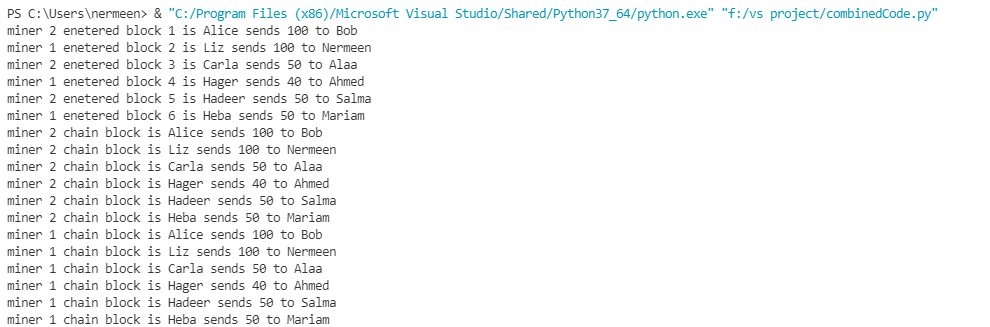 PS C:\Users\nermeen> & "C:/Program Files (x86)/Microsoft Visual Studio/Shared/Python37_64/python.exe" "f:/vs project/combinedCode.py"
miner 2 enetered block 1 is Alice sends 100 to Bob
miner 1 enetered block 2 is Liz sends 100 to Nermeen
miner 2 enetered block 3 is Carla sends 50 to Alaa
miner 1 enetered block 4 is Hager sends 40 to Ahmed
miner 2 enetered block 5 is Hadeer sends 50 to Salma
miner 1 enetered block 6 is Heba sends 50 to Mariam
miner 2 chain block is Alice sends 100 to Bob
miner 2 chain block is Liz sends 100 to Nermeen
miner 2 chain block is Carla sends 50 to Alaa
miner 2 chain block is Hager sends 40 to Ahmed
miner 2 chain block is Hadeer sends 50 to Salma
miner 2 chain block is Heba sends 50 to Mariam
miner 1 chain block is Alice sends 100 to Bob
miner 1 chain block is Liz sends 100 to Nermeen
miner 1 chain block is Carla sends 50 to Alaa
miner 1 chain block is Hager sends 40 to Ahmed
miner 1 chain block is Hadeer sends 50 to Salma
miner 1 chain block is Heba sends 50 to Mariam